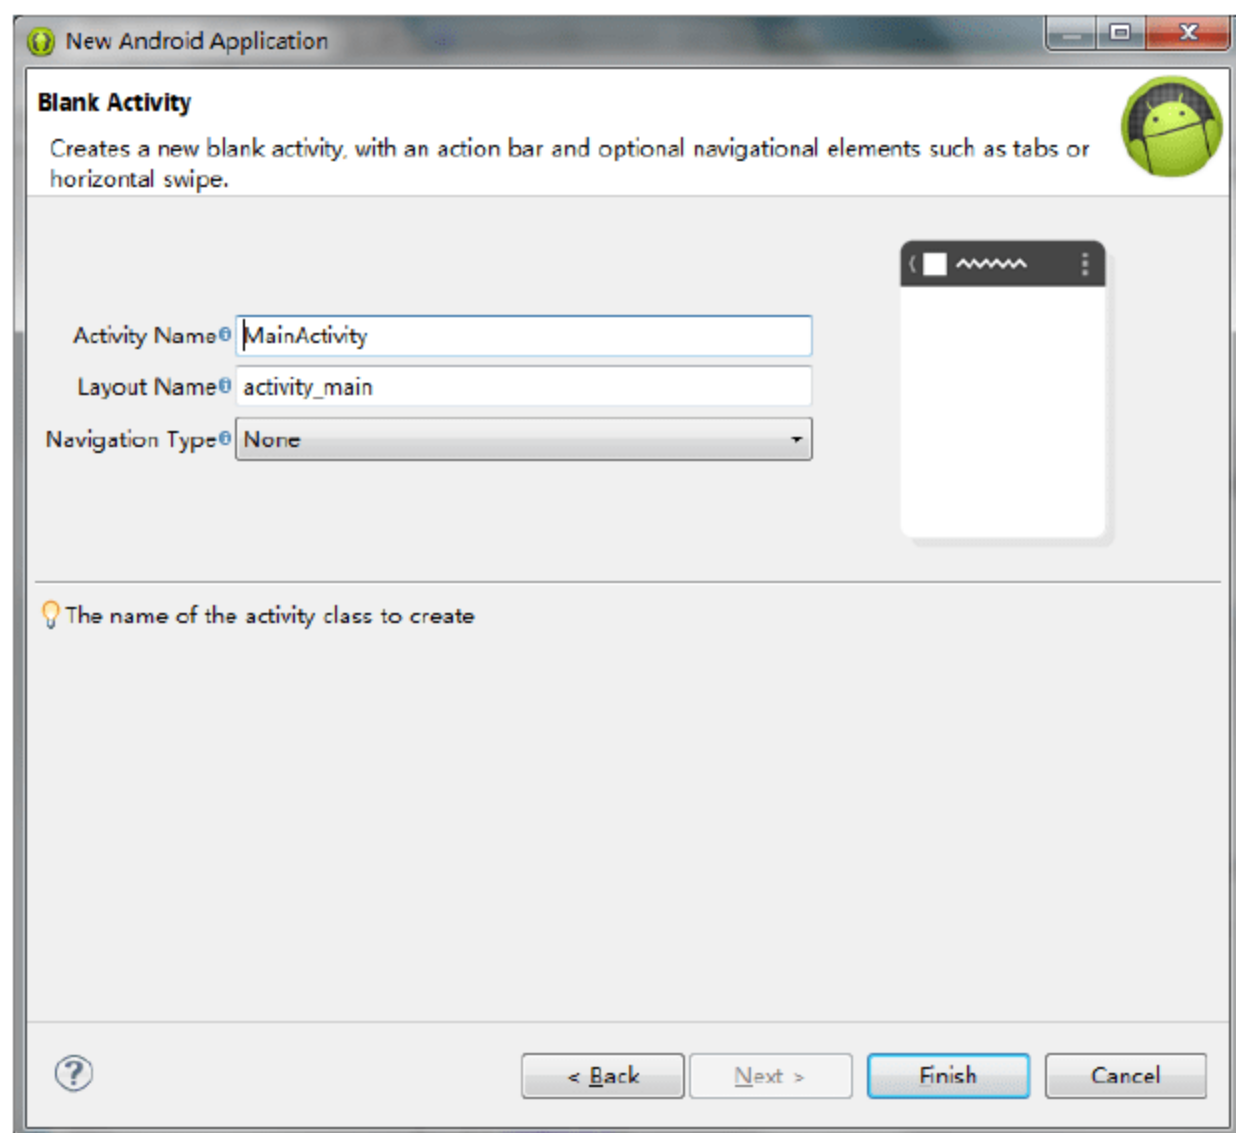 New Android Application
Blank Activity
Creates a new blank activity, with an action bar and optional navigational elements such as tabs or
horizontal swipe.
Activity Name
MainActivity
Layout Name
activity_main
Navigation Type
None
The name of the activity class to create
?
< Back
Next >
Finish
Cancel